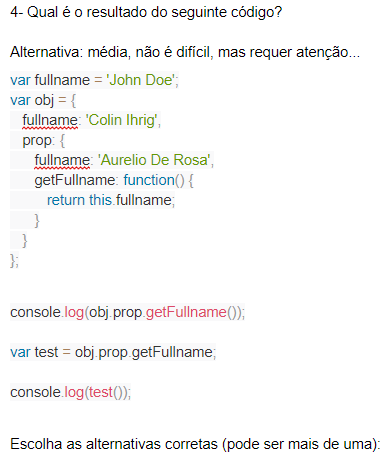 4- Qual é o resultado do seguinte código?
Alternativa: média, não é difícil, mas requer atenção...
var fullname = 'John Doe';
var obj = {
fullname: 'Colin Ihrig',
prop: {
fullname: 'Aurelio De Rosa',
getFullname: function() {
return this.fullname;
}
}
};
console.log(obj.prop.getFullname());
var test = obj.prop.getFullname;
console.log(test());
Escolha as alternativas corretas (pode ser mais de uma):